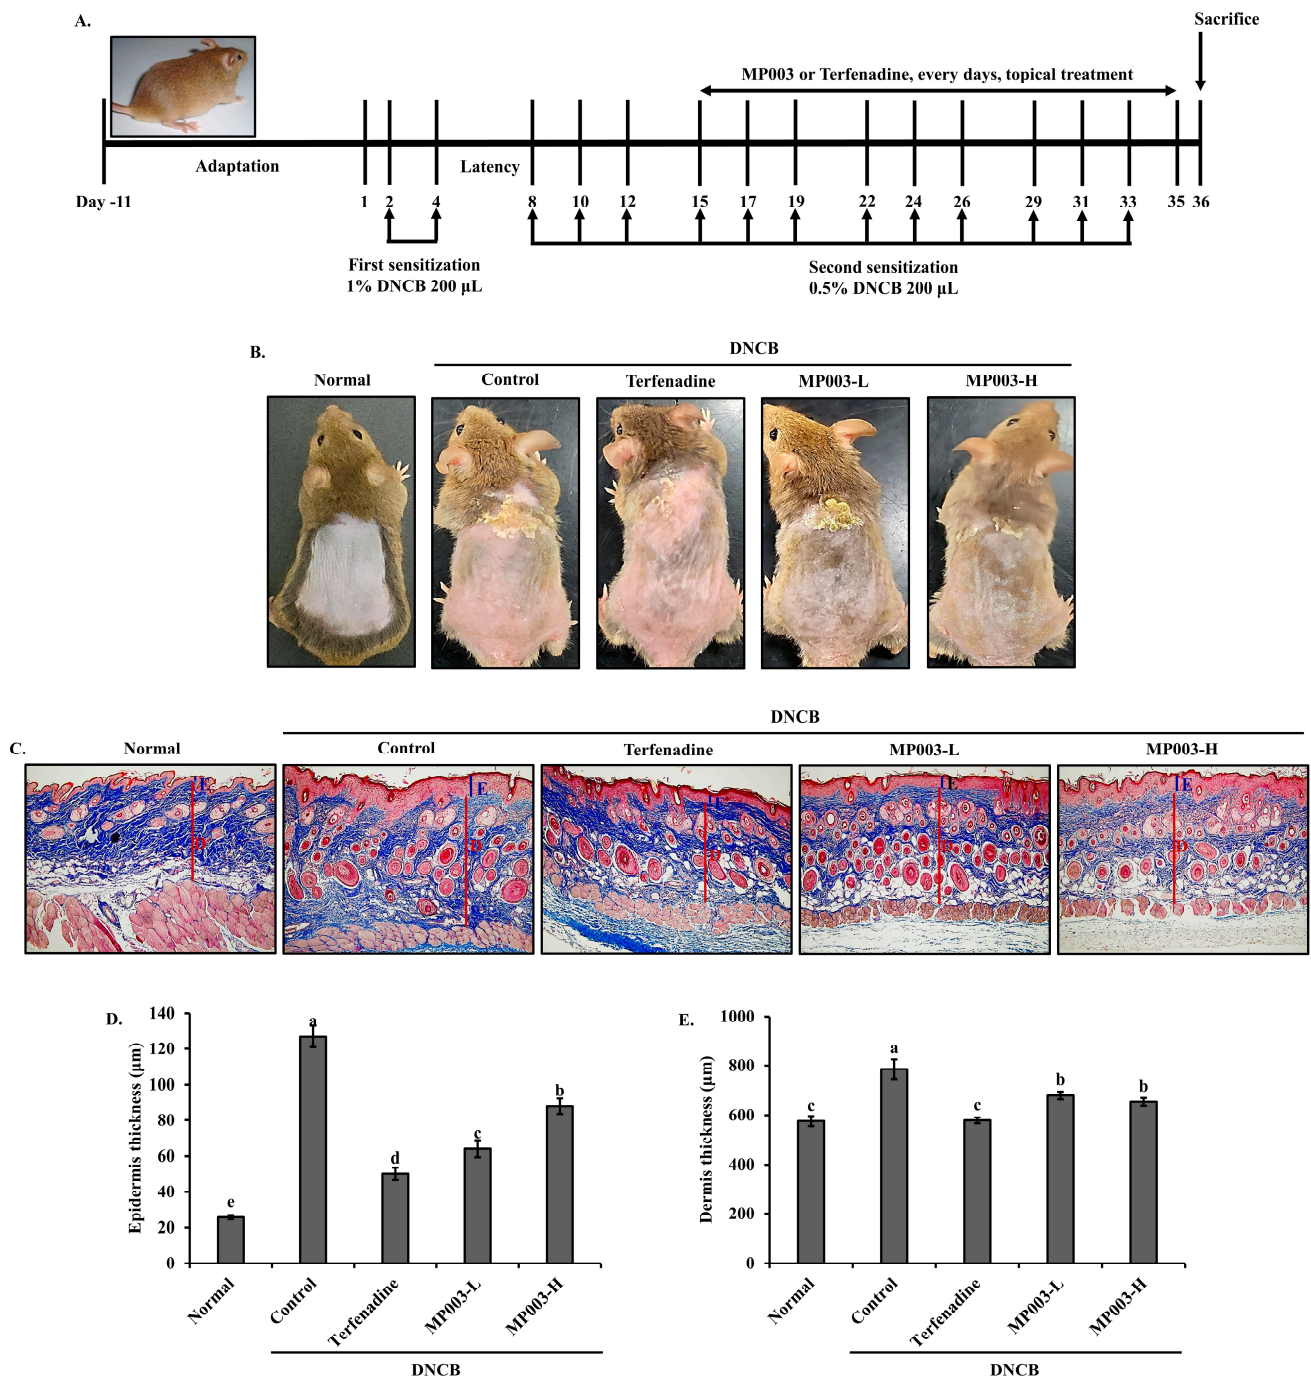 A.
Sacrifice
MP003 or Terfenadine, every days, topical treatment
Adaptation
Latency
Day -11 1 2 4 8 10 12 15 17 19 22 24 26 29 31 33 35 36
First sensitization
1% DNCB 200 μL
Second sensitization
0.5% DNCB 200 μL
B.
DNCB
Normal Control Terfenadine MP003-L MP003-H
DNCB
C.
Normal Control Terfenadine MP003-L MP003-H
E E E E E
D D D D D
D.
Epidermis thickness (μm)
140
120
100
80
60
40
20
0
a
b
c
d
e
Normal Control Terfenadine MP003-L MP003-H
DNCB
E.
Dermis thickness (μm)
1000
800
600
400
200
0
c a c b b
Normal Control Terfenadine MP003-L MP003-H
DNCB